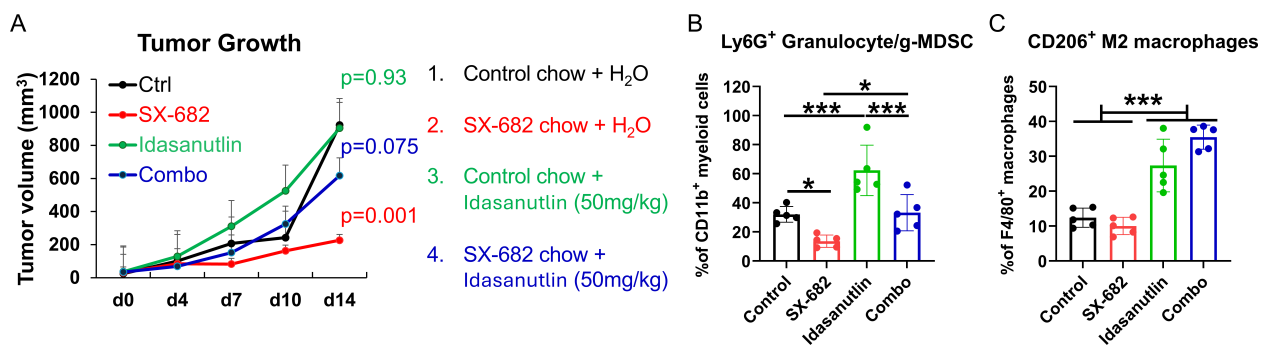 A
Tumor Growth
Tumor volume (mm³)
1200
1000
800
600
400
200
0
d0 d4 d7 d10 d14
Ctrl
SX-682
Idasanutlin
Combo
p=0.93
p=0.075
p=0.001
1. Control chow + H₂O
2. SX-682 chow + H₂O
3. Control chow +
Idasanutlin (50mg/kg)
4. SX-682 chow +
Idasanutlin (50mg/kg)
B
Ly6G⁺ Granulocyte/g-MDSC
%of CD11b⁺ myeloid cells
120
100
80
60
40
20
0
*
*** ***
*
Control
SX-682
Idasanutlin
Combo
C
CD206⁺ M2 macrophages
%of F4/80⁺ macrophages
50
40
30
20
10
0
***
Control
SX-682
Idasanutlin
Combo